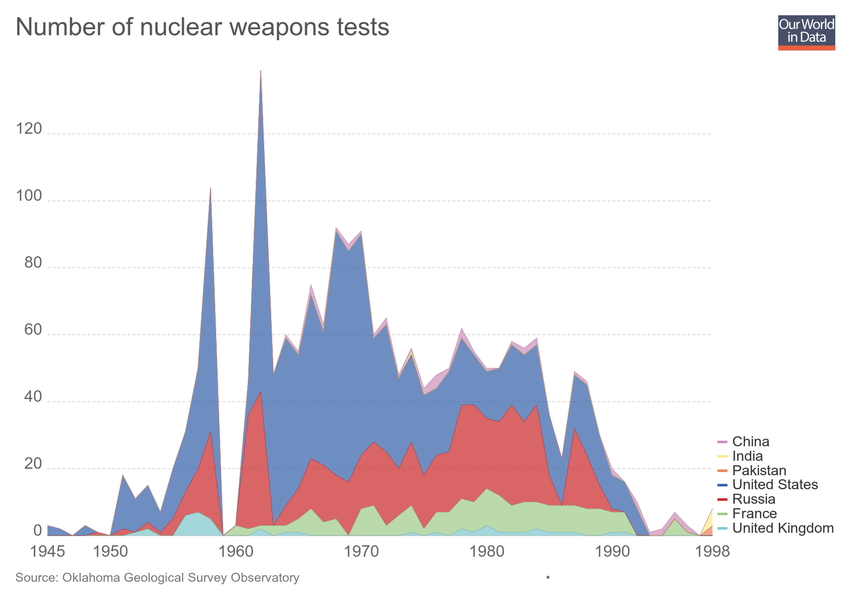 Number of nuclear weapons tests
Our World
in Data
120
100
80
60
40
20
0
1945 1950 1960 1970 1980 1990 1998
China
India
Pakistan
United States
Russia
France
United Kingdom
Source: Oklahoma Geological Survey Observatory